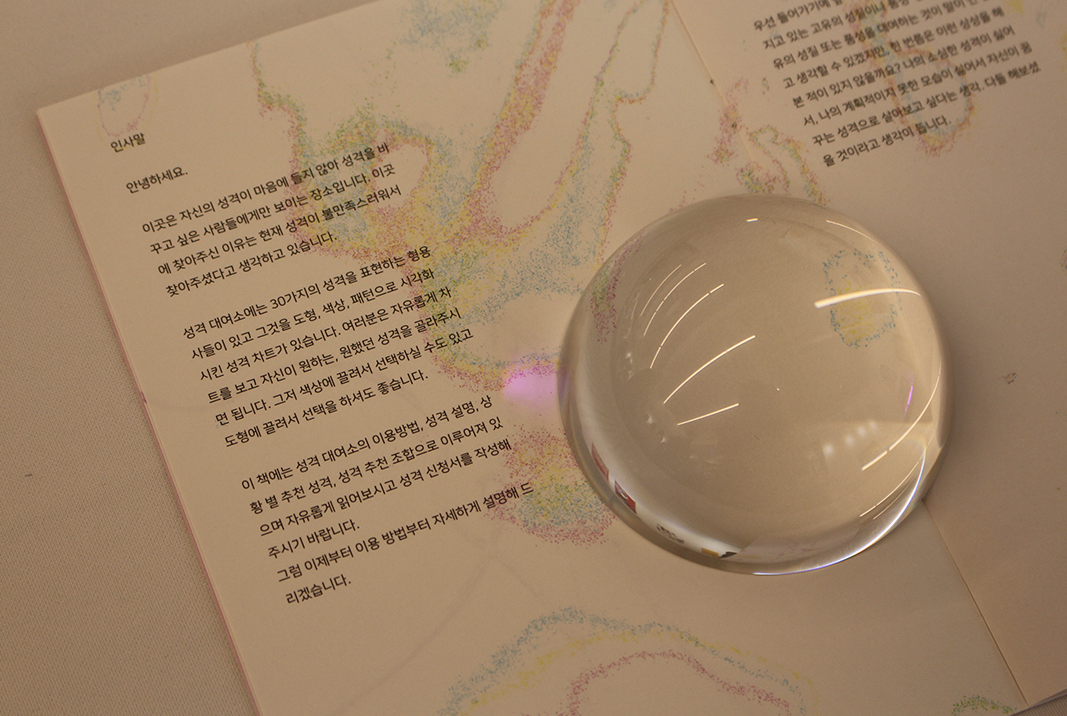 인사말
안녕하세요.
이곳은 자신의 성격이 마음에 들지 않아 성격을 바
꾸고 싶은 사람들에게만 보이는 장소입니다. 이곳
에 찾아주신 이유는 현재 성격이 불만족스러워서
찾아주셨다고 생각하고 있습니다.
성격 대여소에는 30가지의 성격을 표현하는 형용
사들이 있고 그것을 도형, 색상, 패턴으로 시각화
시킨 성격 차트가 있습니다. 여러분은 자유롭게 차
트를 보고 자신이 원하는, 원했던 성격을 골라주시
면 됩니다. 그저 색상에 끌려서 선택하실 수도 있고
도형에 끌려서 선택을 하셔도 좋습니다.
이 책에는 성격 대여소의 이용방법, 성격 설명, 상
황 별 추천 성격, 성격 추천 조합으로 이루어져 있
으며 자유롭게 읽어보시고 성격 신청서를 작성해
주시기 바랍니다.
그럼 이제부터 이용 방법부터 자세하게 설명해 드
리겠습니다.
우선 들어가기에
지고 있는 고유의 성질이나
유의 성질 또는 품성을 대여하는 것이 말이
고 생각할 수 있겠지만, 한 번쯤은 이런 상상을 해
본 적이 있지 않을까요? 나의 소심한 성격이 싫어
서, 나의 계획적이지 못한 모습이 싫어서 자신이 꿈
꾸는 성격으로 살아보고 싶다는 생각. 다들 해보셨
을 것이라고 생각이 듭니다.